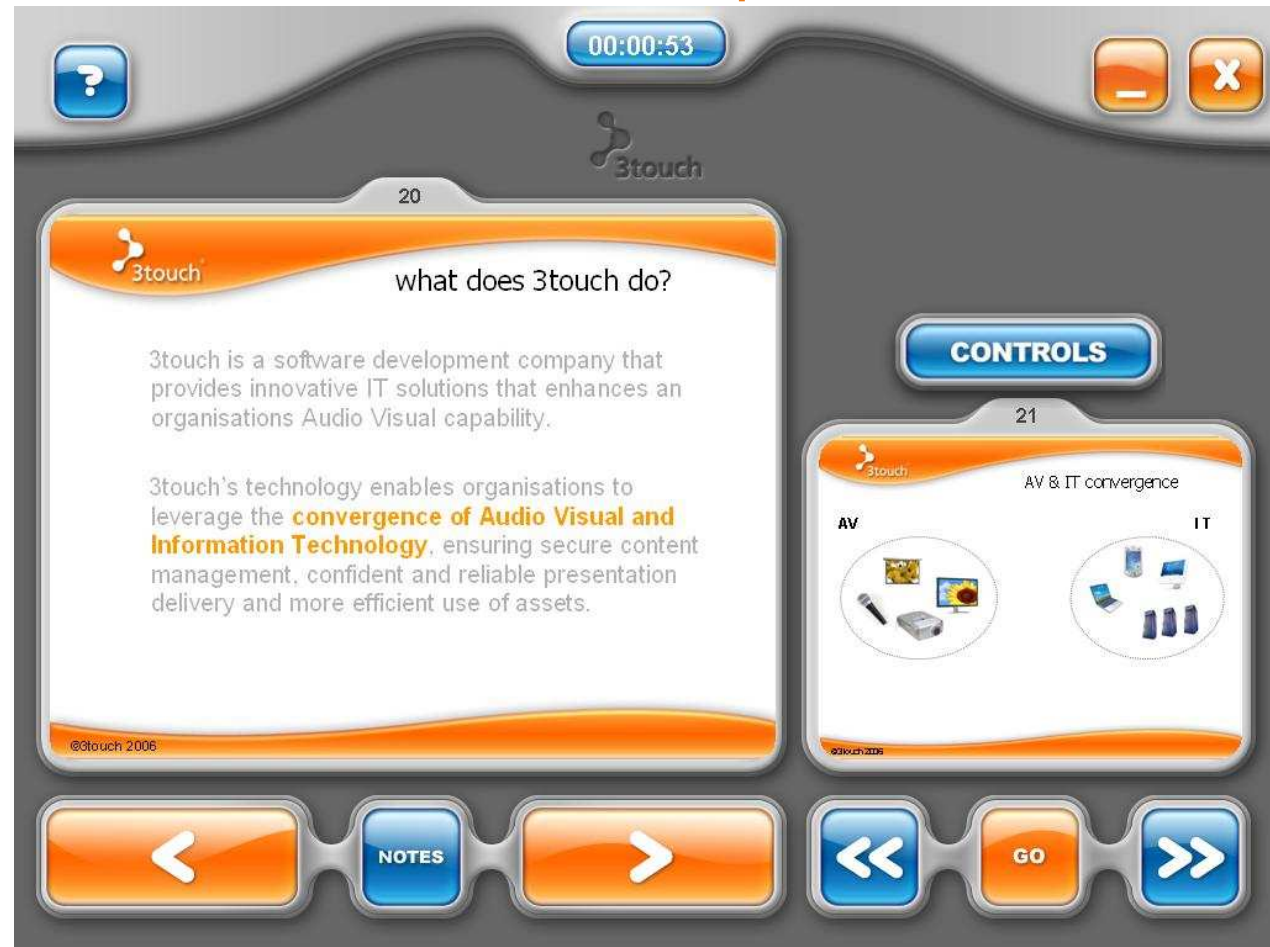 ?
00:00:53
_
X
3touch
20
3touch
what does 3touch do?
3touch is a software development company that
provides innovative IT solutions that enhances an
organisations Audio Visual capability.
3touch's technology enables organisations to
leverage the convergence of Audio Visual and
Information Technology, ensuring secure content
management, confident and reliable presentation
delivery and more efficient use of assets.
©3touch 2006
CONTROLS
21
3touch
AV & IT convergence
AV
IT
©3touch 2006
<
NOTES
>
<<
GO
>>